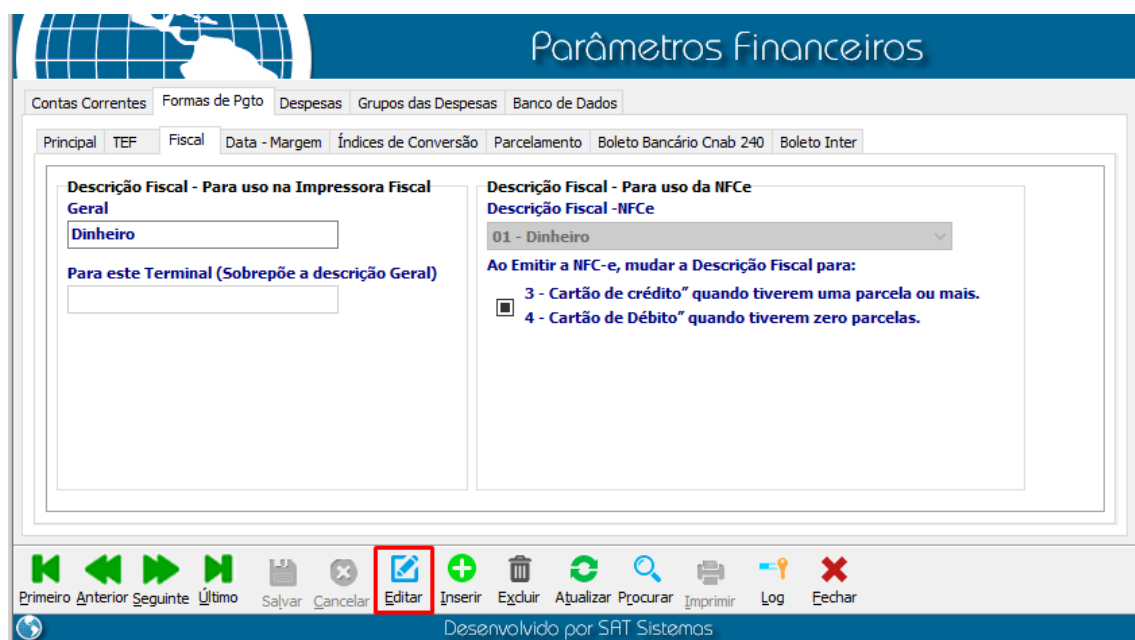 Parâmetros Financeiros
Contas Correntes Formas de Pgto Despesas Grupos das Despesas Banco de Dados
Principal TEF Fiscal Data - Margem Índices de Conversão Parcelamento Boleto Bancário Cnab 240 Boleto Inter
Descrição Fiscal - Para uso na Impressora Fiscal
Geral
Dinheiro
Para este Terminal (Sobrepõe a descrição Geral)
Descrição Fiscal - Para uso da NFCe
Descrição Fiscal -NFCe
01 - Dinheiro
Ao Emitir a NFC-e, mudar a Descrição Fiscal para:
3 - Cartão de crédito” quando tiverem uma parcela ou mais.
4 - Cartão de Débito” quando tiverem zero parcelas.
Primeiro Anterior Seguinte Último Salvar Cancelar Editar Inserir Excluir Atualizar Procurar Imprimir Log Fechar
Desenvolvido por SAT Sistemas